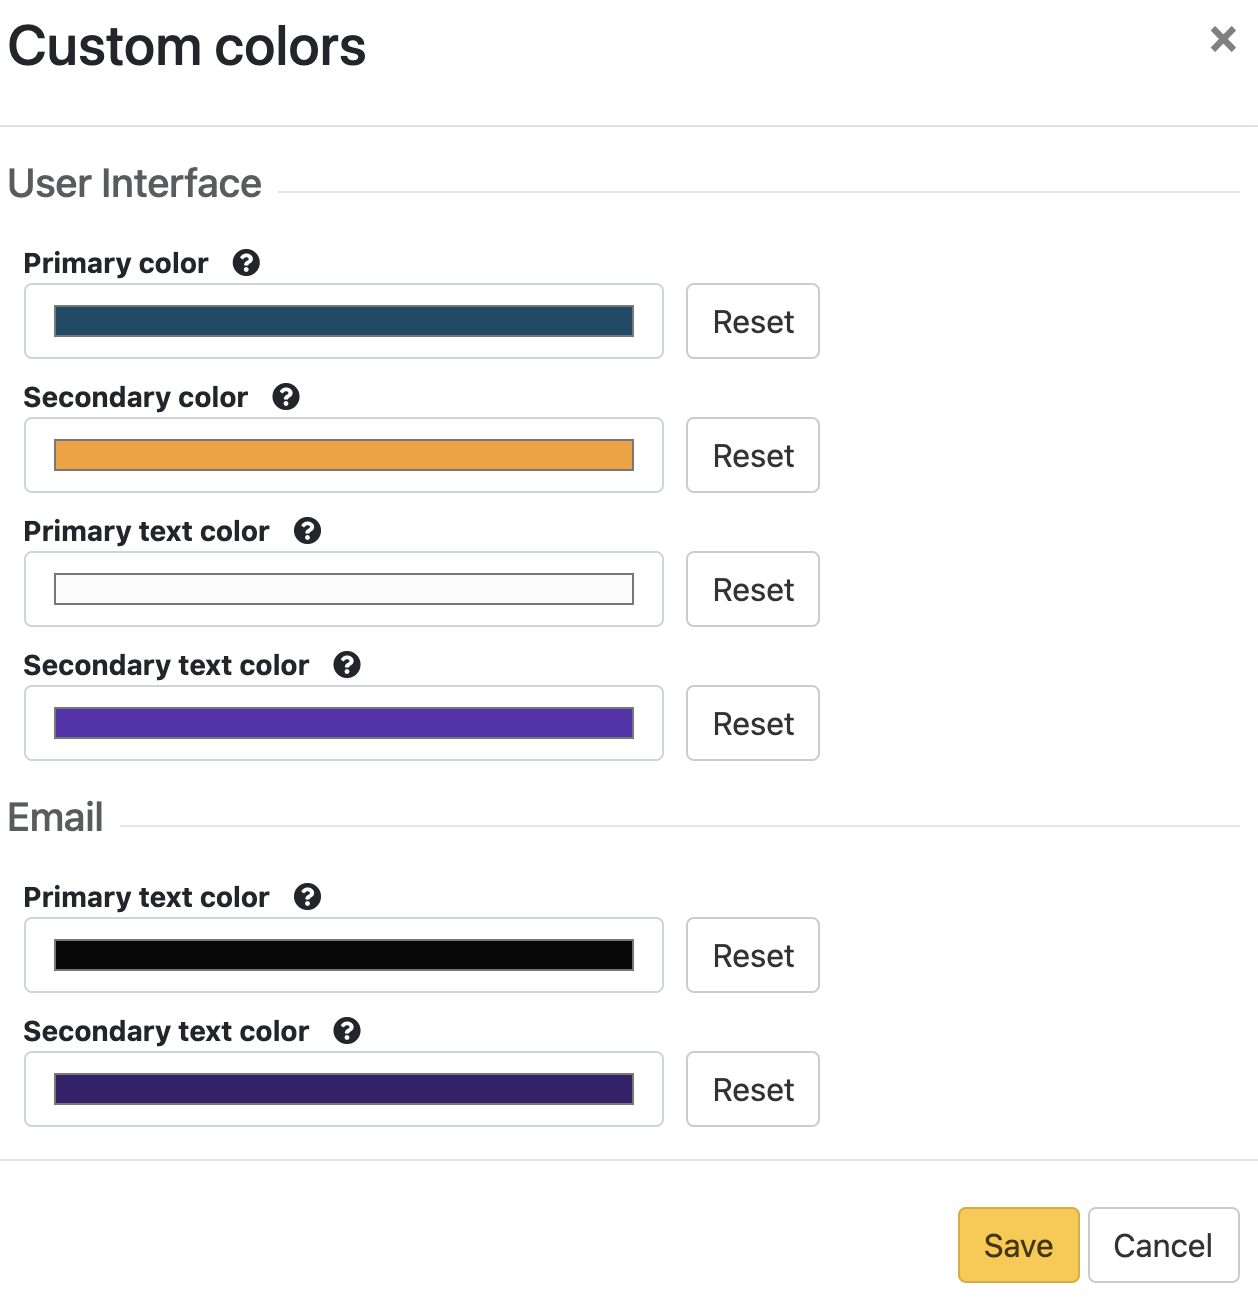 Custom colors
User Interface
Primary color
Reset
Secondary color
Reset
Primary text color
Reset
Secondary text color
Reset
Email
Primary text color
Reset
Secondary text color
Reset
Save Cancel